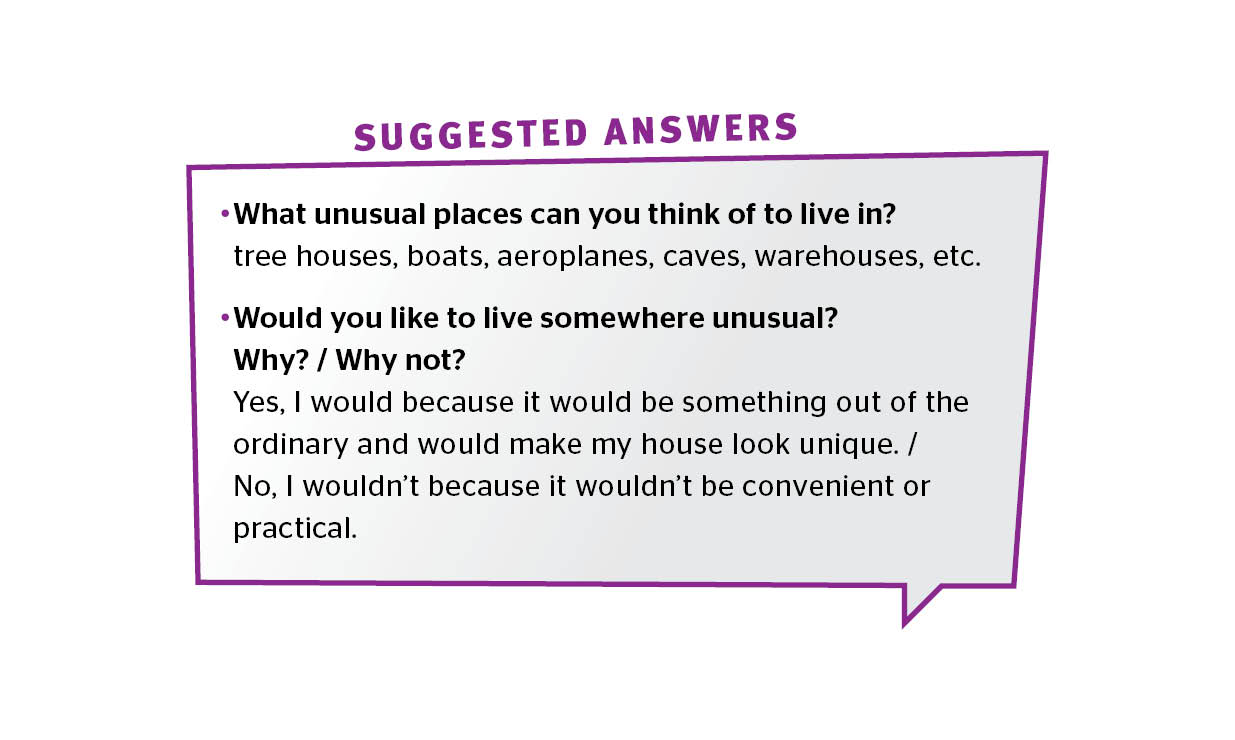 SUGGESTED ANSWERS
•What unusual places can you think of to live in?
tree houses, boats, aeroplanes, caves, warehouses, etc.
•Would you like to live somewhere unusual?
Why? / Why not?
Yes, I would because it would be something out of the
ordinary and would make my house look unique. /
No, I wouldn’t because it wouldn’t be convenient or
practical.